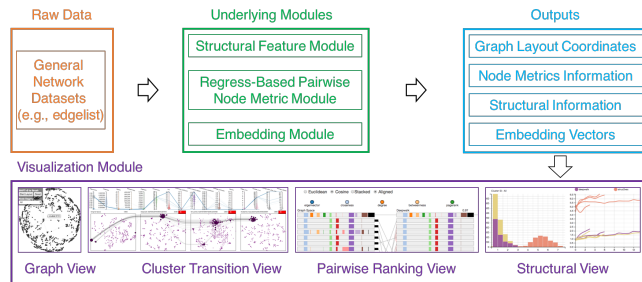 Raw Data
Underlying Modules
Outputs
General
Network
Datasets
(e.g., edgelist)
Structural Feature Module
Regress-Based Pairwise
Node Metric Module
Embedding Module
Graph Layout Coordinates
Node Metrics Information
Structural Information
Embedding Vectors
Visualization Module
Euclidean Cosine Stacked Aligned
Graph View
Cluster Transition View
Pairwise Ranking View
Structural View